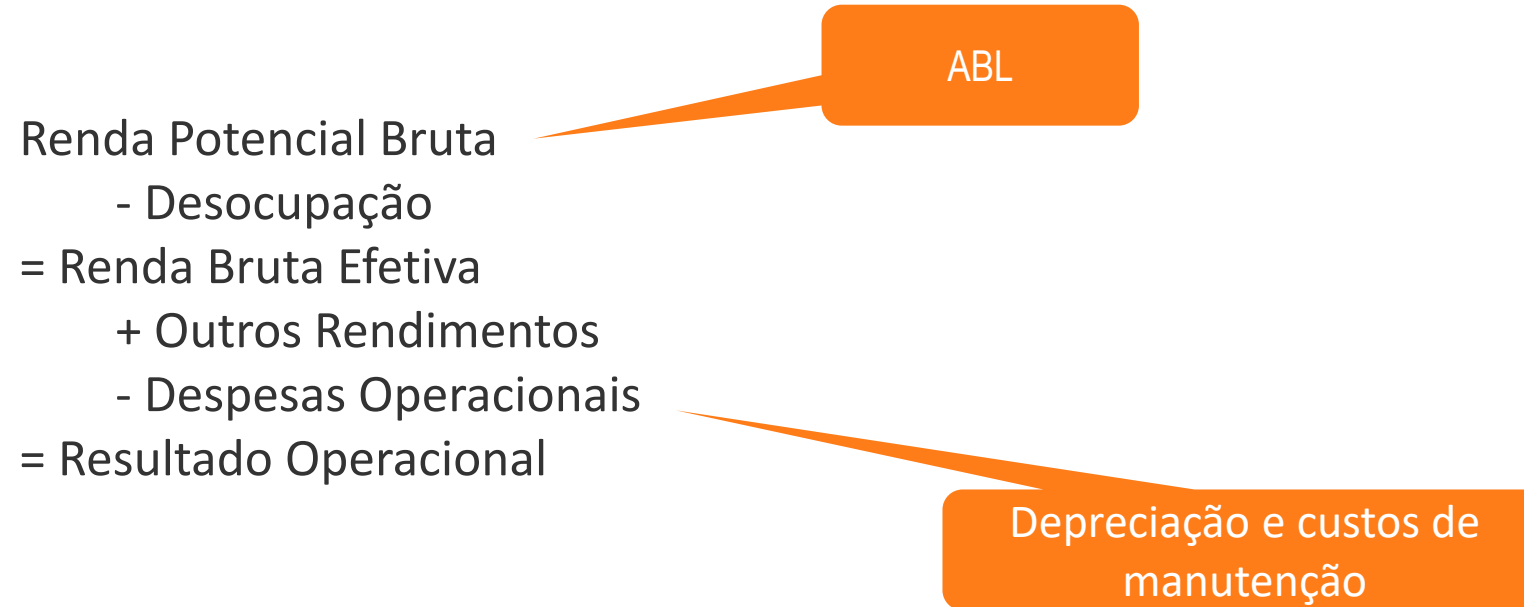 ABL
Renda Potencial Bruta
- Desocupação
= Renda Bruta Efetiva
+ Outros Rendimentos
- Despesas Operacionais
= Resultado Operacional
Depreciação e custos de
manutenção